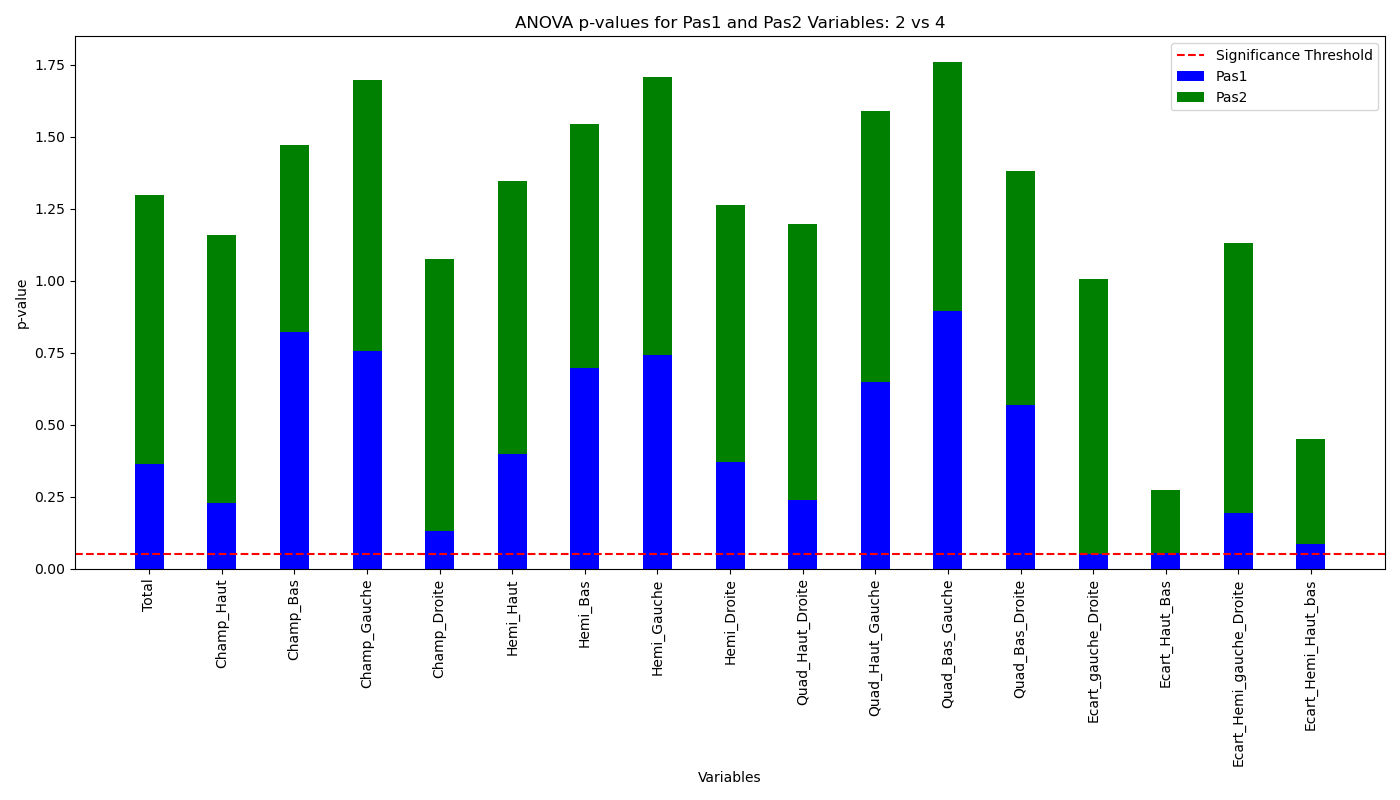 ANOVA p-values for Pas1 and Pas2 Variables: 2 vs 4
Significance Threshold
Pas1
Pas2
p-value
1.75
1.50
1.25
1.00
0.75
0.50
0.25
0.00
Total
Champ_Haut
Champ_Bas
Champ_Gauche
Champ_Droite
Hemi_Haut
Hemi_Bas
Hemi_Gauche
Hemi_Droite
Quad_Haut_Droite
Quad_Haut_Gauche
Quad_Bas_Gauche
Quad_Bas_Droite
Ecart_gauche_Droite
Ecart_Haut_Bas
Ecart_Hemi_gauche_Droite
Ecart_Hemi_Haut_bas
Variables